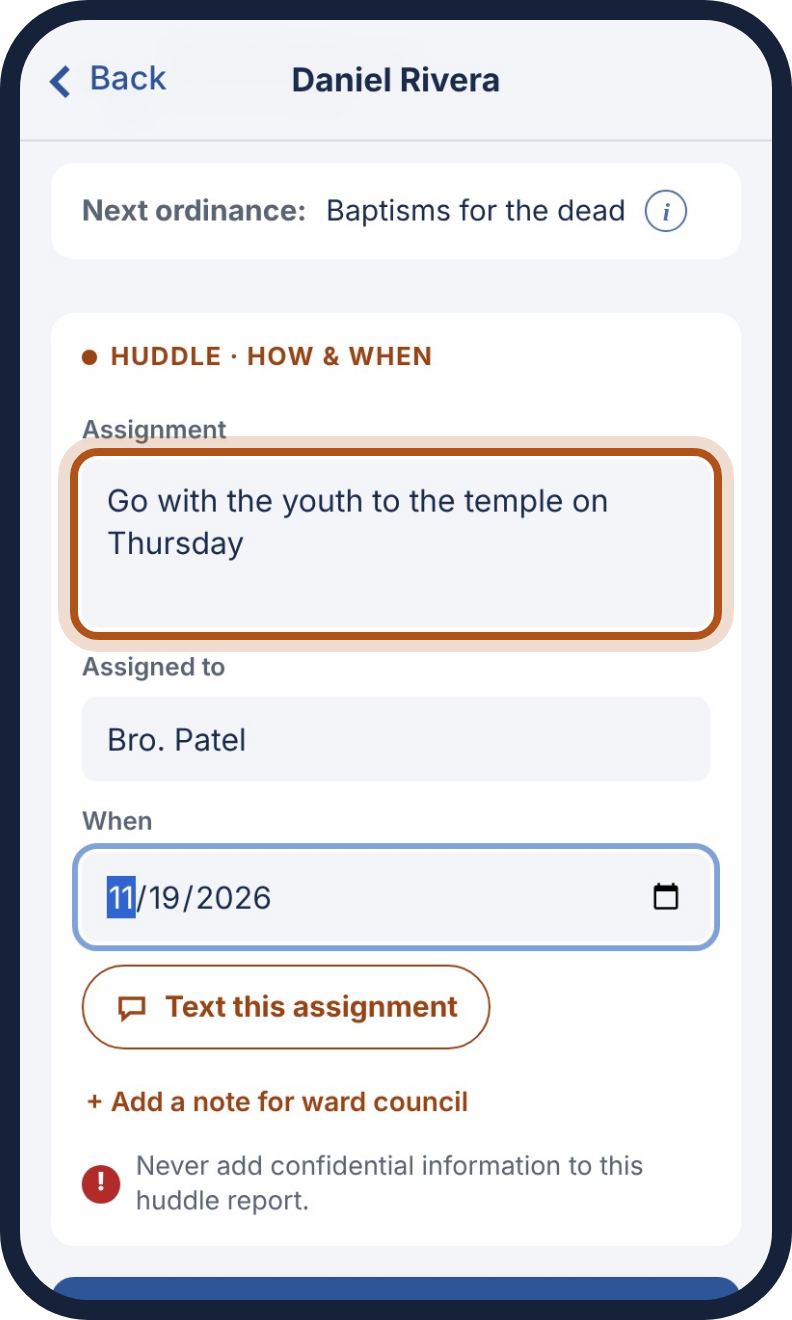 Back
Daniel Rivera
Next ordinance: Baptisms for the dead i
HUDDLE · HOW & WHEN
Assignment
Go with the youth to the temple on
Thursday
Assigned to
Bro. Patel
When
11/19/2026
Text this assignment
+ Add a note for ward council
! Never add confidential information to this
huddle report.